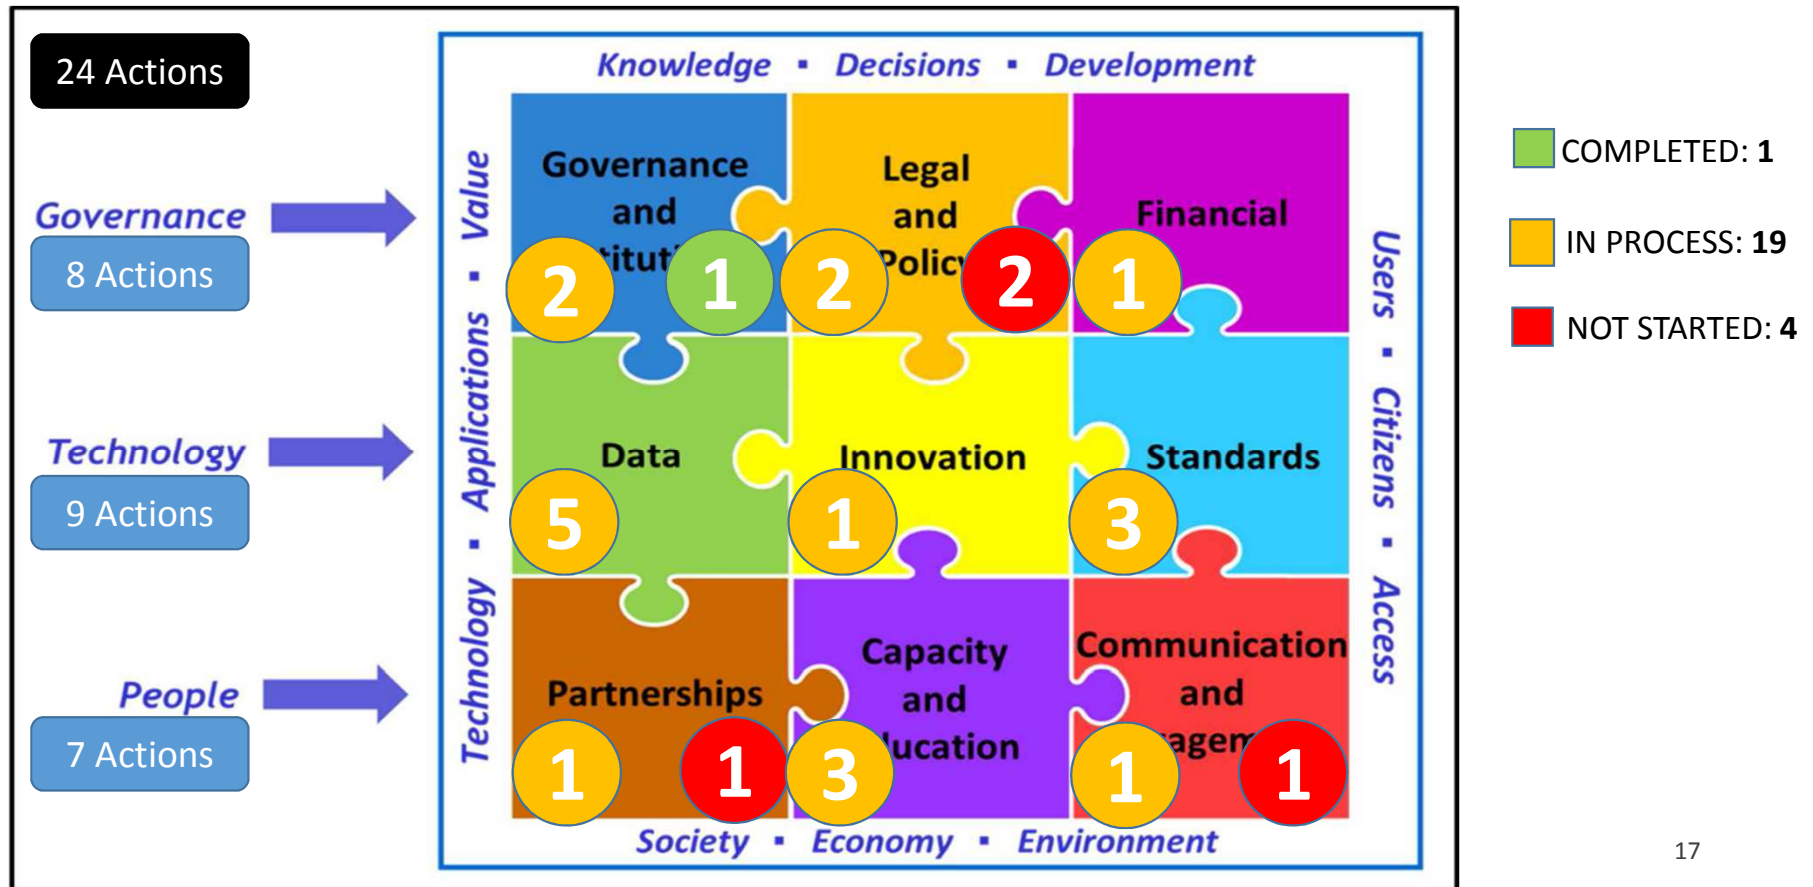 24 Actions
Knowledge ▪ Decisions ▪ Development
Governance
8 Actions
Technology
9 Actions
People
7 Actions
Technology ▪ Applications ▪ Value
Governance
and
2
1
Legal
and
Policy
2
2
Financial
1
Data
5
Innovation
1
Standards
3
Partnerships
1
1
Capacity
and
3
Communication
and
1
1
Users ▪ Citizens ▪ Access
Society ▪ Economy ▪ Environment
COMPLETED: 1
IN PROCESS: 19
NOT STARTED: 4
17